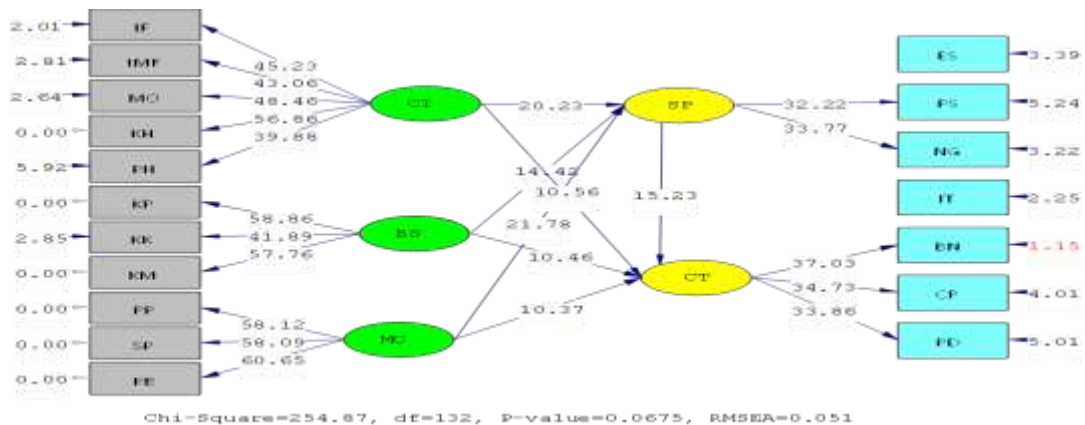 2.01 IF
2.81 IMF
2.64 MO
0.00 KH
5.92 PH
0.00 KP
2.85 KK
0.00 KM
0.00 PP
0.00 SP
0.00 PE
45.23
43.06
48.46
56.86
39.88
58.86
41.89
57.76
58.12
58.09
60.65
CI
BS
20.23
14.42
10.56
21.78
10.46
10.37
15.23
CT
32.22
33.77
37.03
34.73
33.86
ES 3.39
PS 5.24
NG 3.22
2.25
BN 1.15
CP 4.01
PD 5.01
Chi-Square=254.87, df=132, P-value=0.0675, RMSEA=0.051